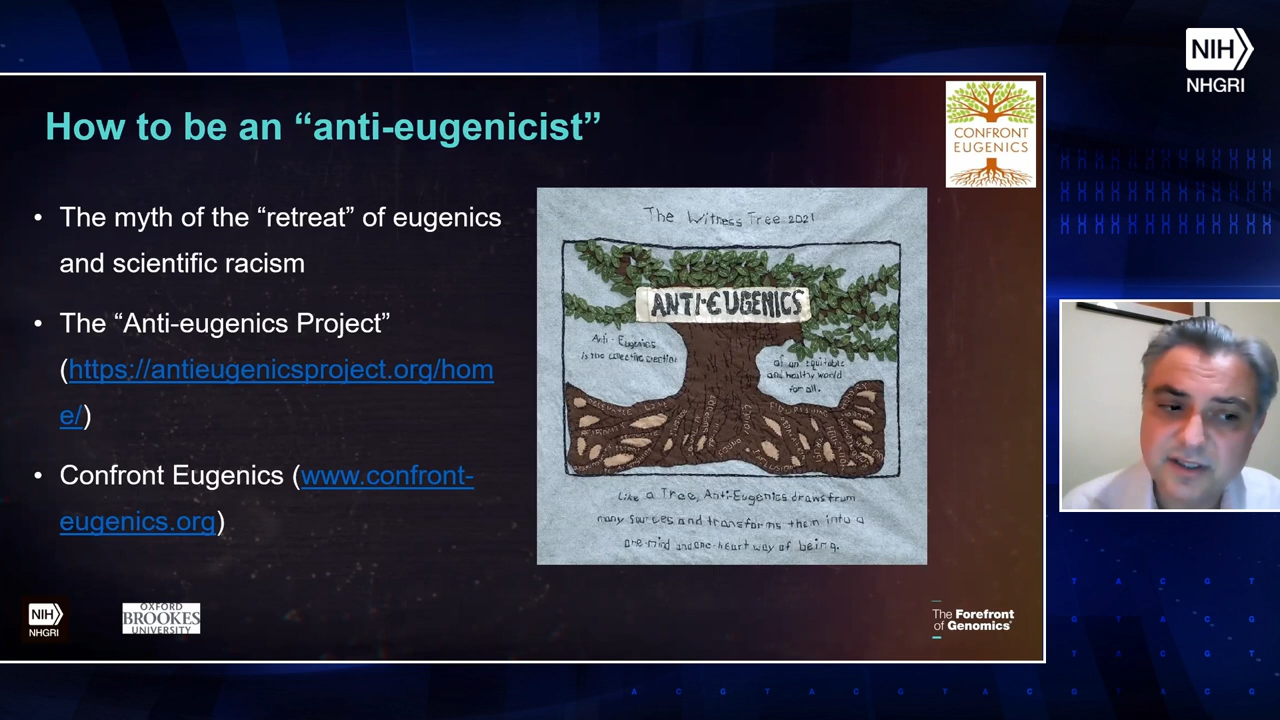 NIH
NHGRI
How to be an “anti-eugenicist”
CONFRONT
EUGENICS
• The myth of the “retreat” of eugenics
and scientific racism
• The “Anti-eugenics Project”
(https://antieugenicsproject.org/hom
e/)
• Confront Eugenics (www.confront-
eugenics.org)
The Witness Tree 2021
ANTI-EUGENICS
Anti-Eugenics
is the collective creation
of an equitable
and healthy world
for all.
Like a Tree, Anti-Eugenics draws from
many sources and transforms them into a
one-mind and one-heart way of being.
NIH
NHGRI
OXFORD
BROOKES
UNIVERSITY
The Forefront
of Genomics
T A C G T
G T A C G
T A C G T
A C G T A C G T A C G T A C G